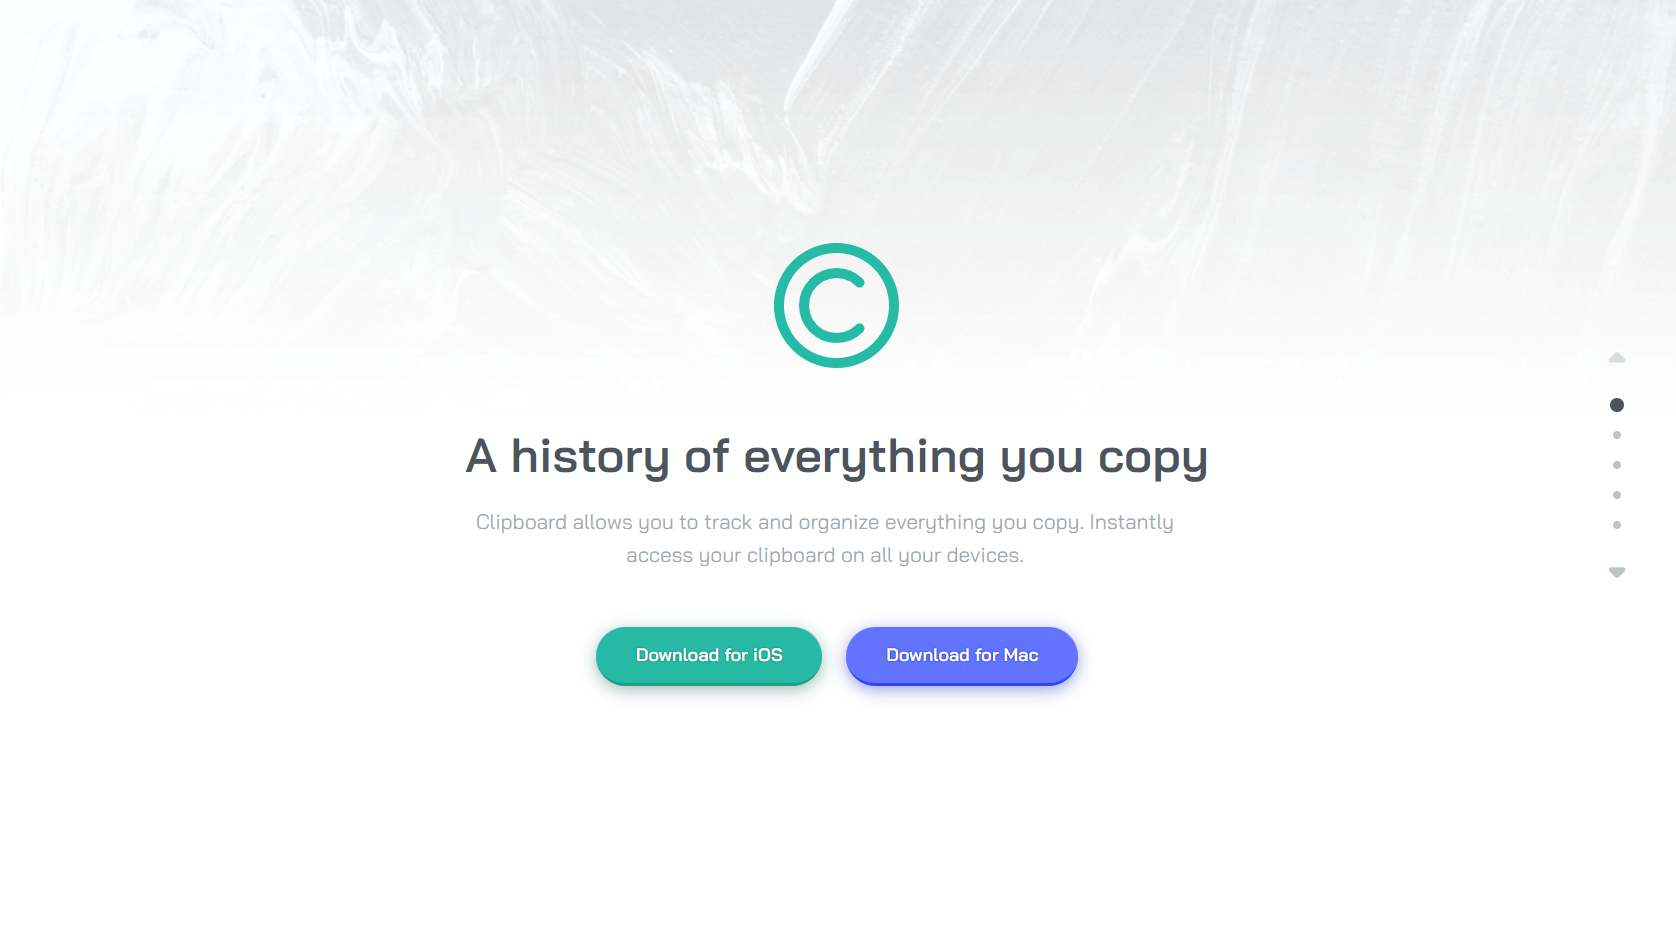 A history of everything you copy
Clipboard allows you to track and organize everything you copy. Instantly
access your clipboard on all your devices.
Download for iOS
Download for Mac